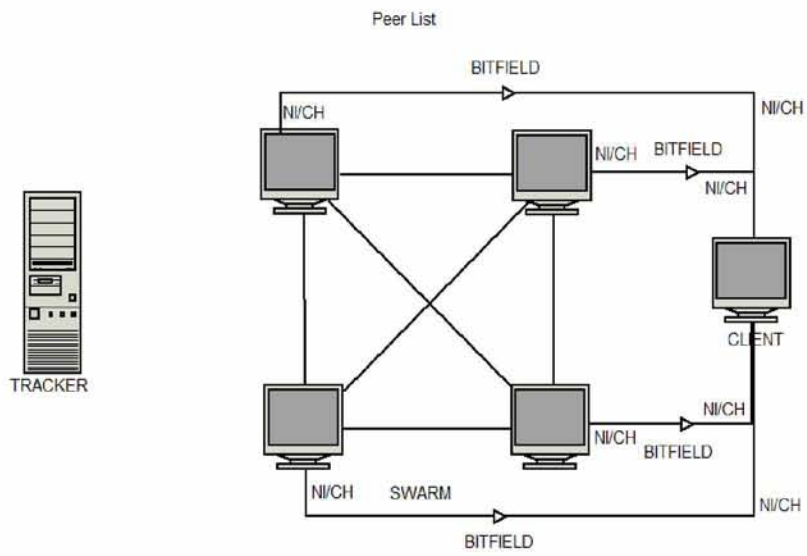 Peer List
BITFIELD
NI/CH
NI/CH
NI/CH
BITFIELD
NI/CH
CLIENT
TRACKER
NI/CH
NI/CH
BITFIELD
NI/CH
SWARM
NI/CH
BITFIELD